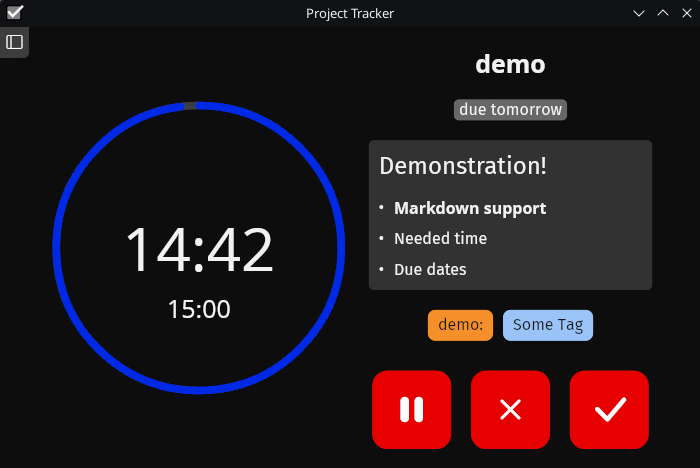 Project Tracker
demo
due tomorrow
14:42
15:00
Demonstration!
• Markdown support
• Needed time
• Due dates
demo:
Some Tag